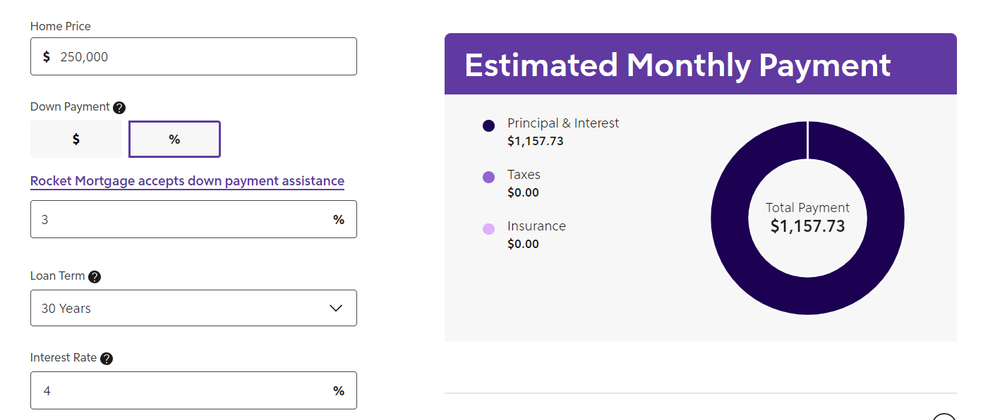 Home Price
$ 250,000
Down Payment ?
$ %
Rocket Mortgage accepts down payment assistance
3 %
Loan Term ?
30 Years
Interest Rate ?
4 %
Estimated Monthly Payment
Principal & Interest
$1,157.73
Taxes
$0.00
Insurance
$0.00
Total Payment
$1,157.73